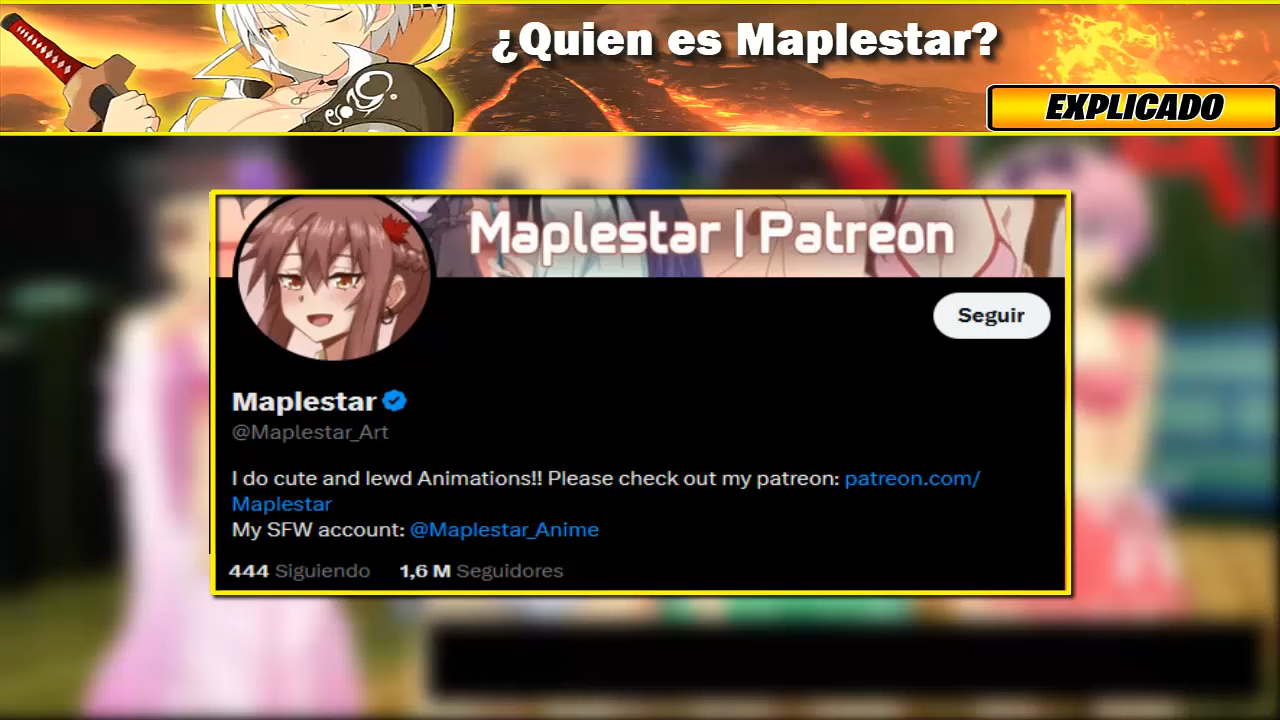 ¿Quien es Maplestar?
EXPLICADO
Maplestar | Patreon
Seguir
Maplestar
@Maplestar_Art
I do cute and lewd Animations!! Please check out my patreon: patreon.com/
Maplestar
My SFW account: @Maplestar_Anime
444 Siguiendo 1,6 M Seguidores